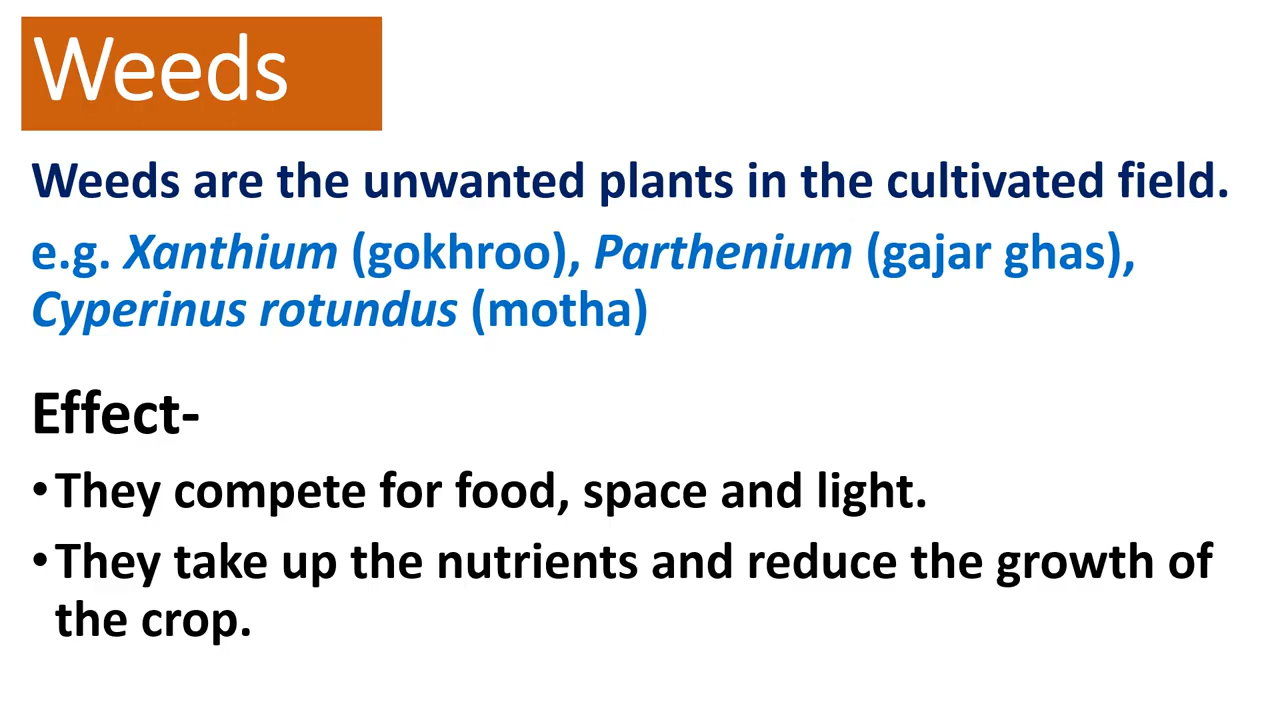 Weeds
Weeds are the unwanted plants in the cultivated field.
e.g. Xanthium (gokhroo), Parthenium (gajar ghas),
Cyperinus rotundus (motha)
Effect-
•They compete for food, space and light.
•They take up the nutrients and reduce the growth of
the crop.